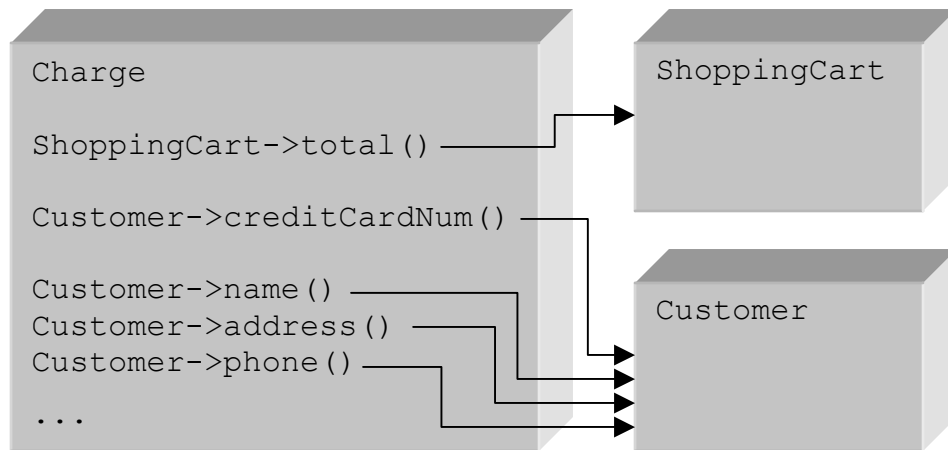 Charge
ShoppingCart->total()
Customer->creditCardNum()
Customer->name()
Customer->address()
Customer->phone()
...
ShoppingCart
Customer